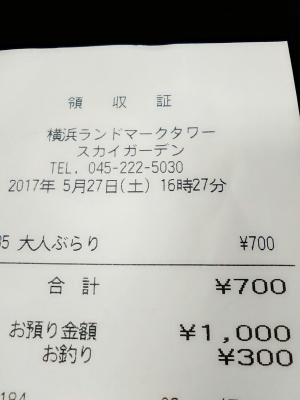 領 収 証
横浜ランドマークタワー
スカイガーデン
TEL. 045-222-5030
2017年 5月27日(土) 16時27分
大人ぶらり ¥700
合 計 ¥700
お預り金額 ¥1,000
お釣り ¥300